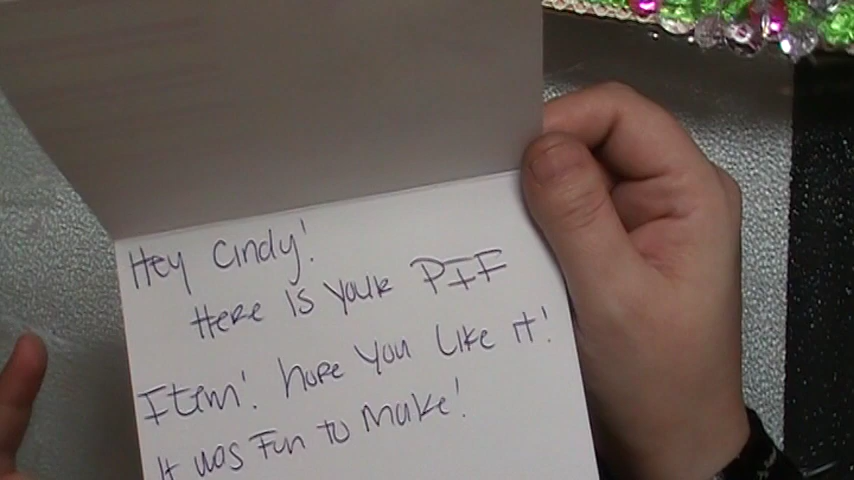 Hey Cindy!
Here is your PIF
Item! hope you like it!
It was Fun to make!